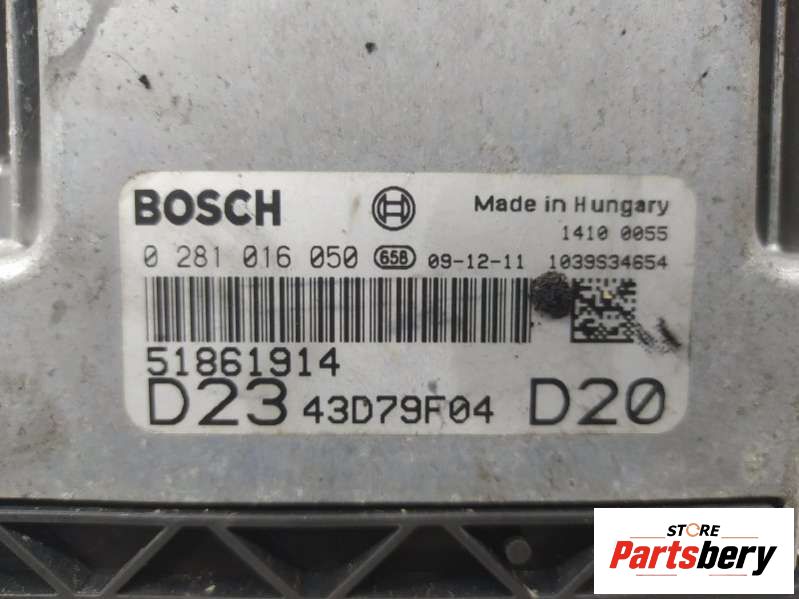 BOSCH Made in Hungary
1410 0055
0 281 016 050 658 09-12-11 1039S34654
51861914
D23 43D79F04 D20
STORE
Partsbery